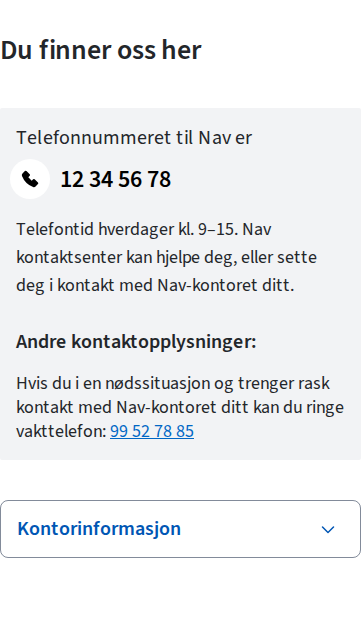 Du finner oss her
Telefonnummeret til Nav er
12 34 56 78
Telefontid hverdager kl. 9–15. Nav
kontaktsenter kan hjelpe deg, eller sette
deg i kontakt med Nav-kontoret ditt.
Andre kontaktopplysninger:
Hvis du i en nødssituasjon og trenger rask
kontakt med Nav-kontoret ditt kan du ringe
vakttelefon: 99 52 78 85
Kontorinformasjon